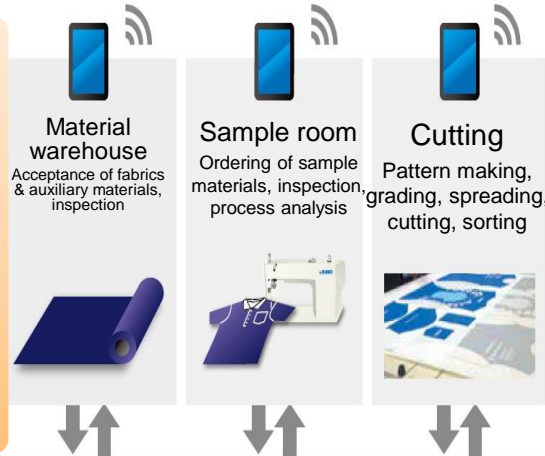 Material
warehouse
Acceptance of fabrics
& auxiliary materials,
inspection
Sample room
Ordering of sample
materials, inspection,
process analysis
JUKI
Cutting
Pattern making,
grading, spreading,
cutting, sorting